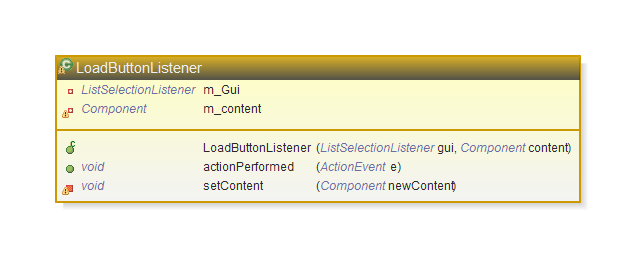 LoadButtonListener
ListSelectionListener m_Gui
Component m_content
LoadButtonListener (ListSelectionListener gui, Component content)
void actionPerformed (ActionEvent e)
void setContent (Component newContent)